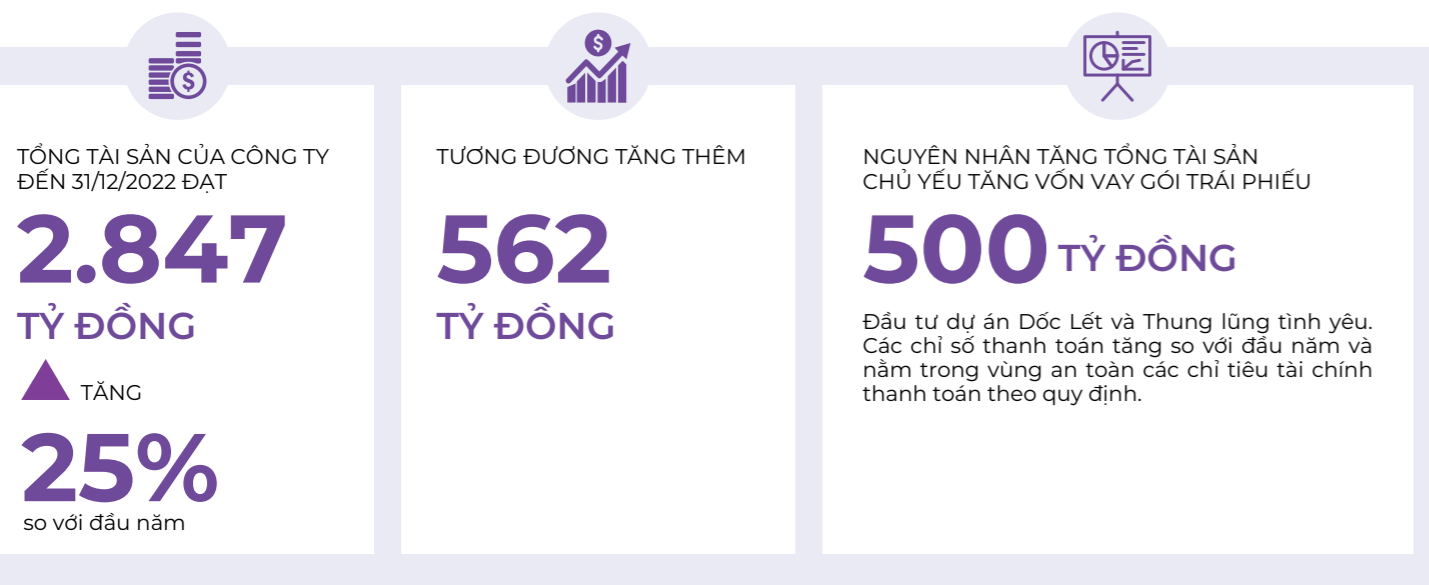 TỔNG TÀI SẢN CỦA CÔNG TY
ĐẾN 31/12/2022 ĐẠT
2.847
TỶ ĐỒNG
TĂNG
25%
so với đầu năm
TƯƠNG ĐƯƠNG TĂNG THÊM
562
TỶ ĐỒNG
NGUYÊN NHÂN TĂNG TỔNG TÀI SẢN
CHỦ YẾU TĂNG VỐN VAY GÓI TRÁI PHIẾU
500 TỶ ĐỒNG
Đầu tư dự án Dốc Lết và Thung lũng tình yêu.
Các chỉ số thanh toán tăng so với đầu năm và
nằm trong vùng an toàn các chỉ tiêu tài chính
thanh toán theo quy định.